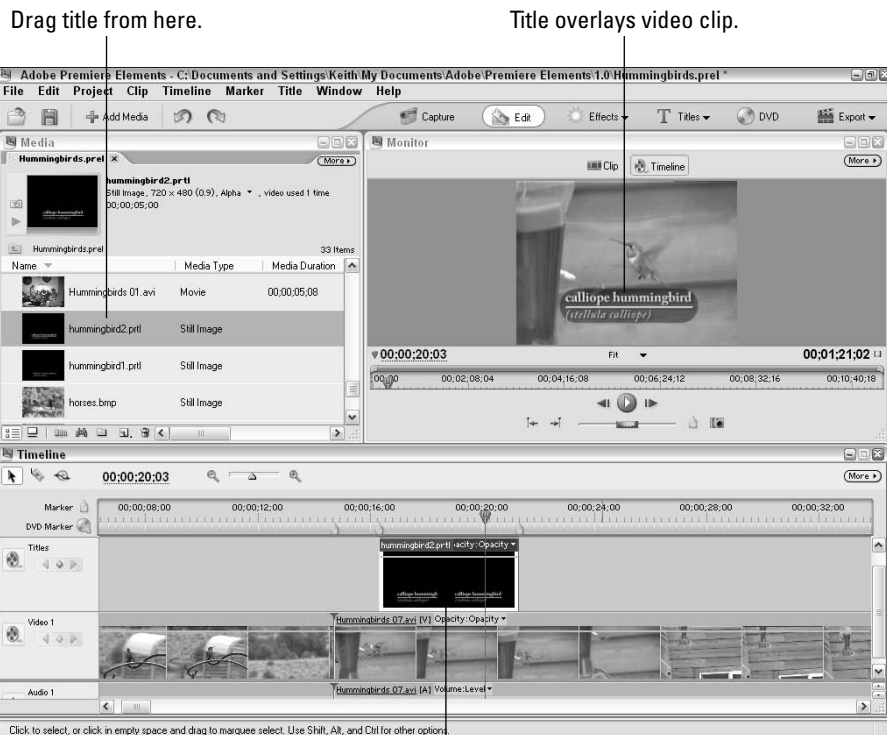 Drag title from here.
Title overlays video clip.
Adobe Premiere Elements - C:\Documents and Settings\Keith\My Documents\Adobe\Premiere Elements\1.0\Hummingbirds.prel *
File Edit Project Clip Timeline Marker Title Window Help
Add Media
Capture
Edit
Effects
Titles
DVD
Export
Media
Hummingbirds.prel
More
hummingbird2.prtl
Still Image, 720 x 480 (0.9), Alpha , video used 1 time
00;00;05;00
calliope hummingbird
Hummingbirds.prel
33 Items
Name
Media Type
Media Duration
Hummingbirds 01.avi
Movie
00;00;05;08
hummingbird2.prtl
Still Image
hummingbird1.prtl
Still Image
horses.bmp
Still Image
Monitor
Clip
Timeline
More
calliope hummingbird
(stellula calliope)
00;00;20;03
Fit
00;01;21;02
00;00
00;02;08;04
00;04;16;08
00;06;24;12
00;08;32;16
00;10;40;18
Timeline
00;00;20;03
More
Marker
00;00;08;00
00;00;12;00
00;00;16;00
00;00;20;00
00;00;24;00
00;00;28;00
00;00;32;00
DVD Marker
Titles
hummingbird2.prtl acity:Opacity
calliope hummingb
calliope hummingbird
Video 1
Hummingbirds 07.avi [V] Opacity:Opacity
Audio 1
Hummingbirds 07.avi [A] Volume:Level
Click to select, or click in empty space and drag to marquee select. Use Shift, Alt, and Ctrl for other options.